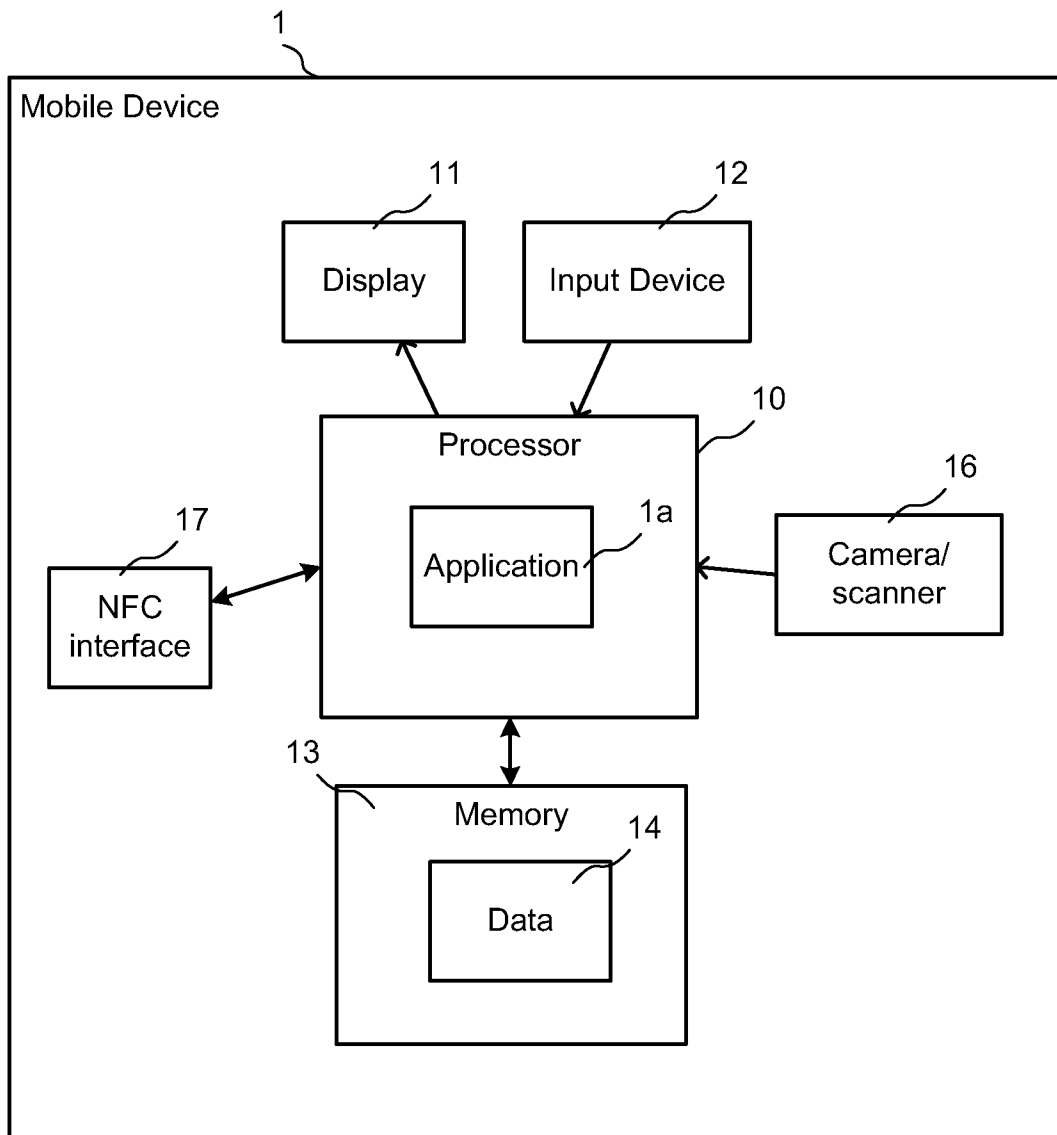 1
Mobile Device
11
12
Display
Input Device
10
Processor
16
1a
17
Application
Camera/
scanner
NFC
interface
13
Memory
14
Data